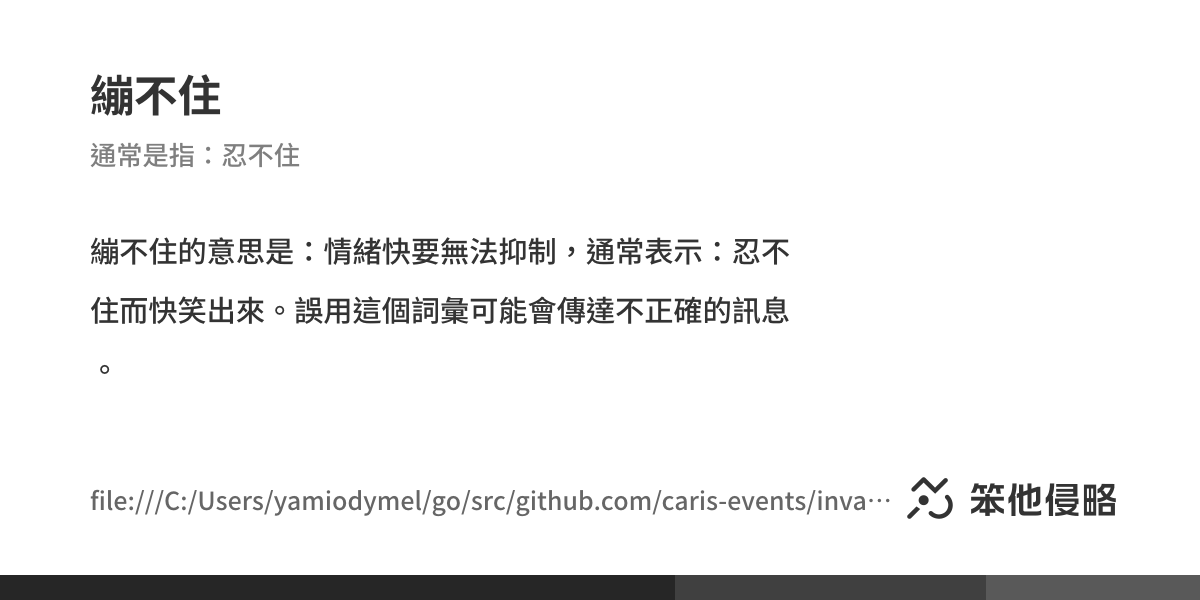 繃不住
通常是指：忍不住
繃不住的意思是：情緒快要無法抑制，通常表示：忍不
住而快笑出來。誤用這個詞彙可能會傳達不正確的訊息
。
file:///C:/Users/yamiodymel/go/src/github.com/caris-events/inva⋯
笨他侵略